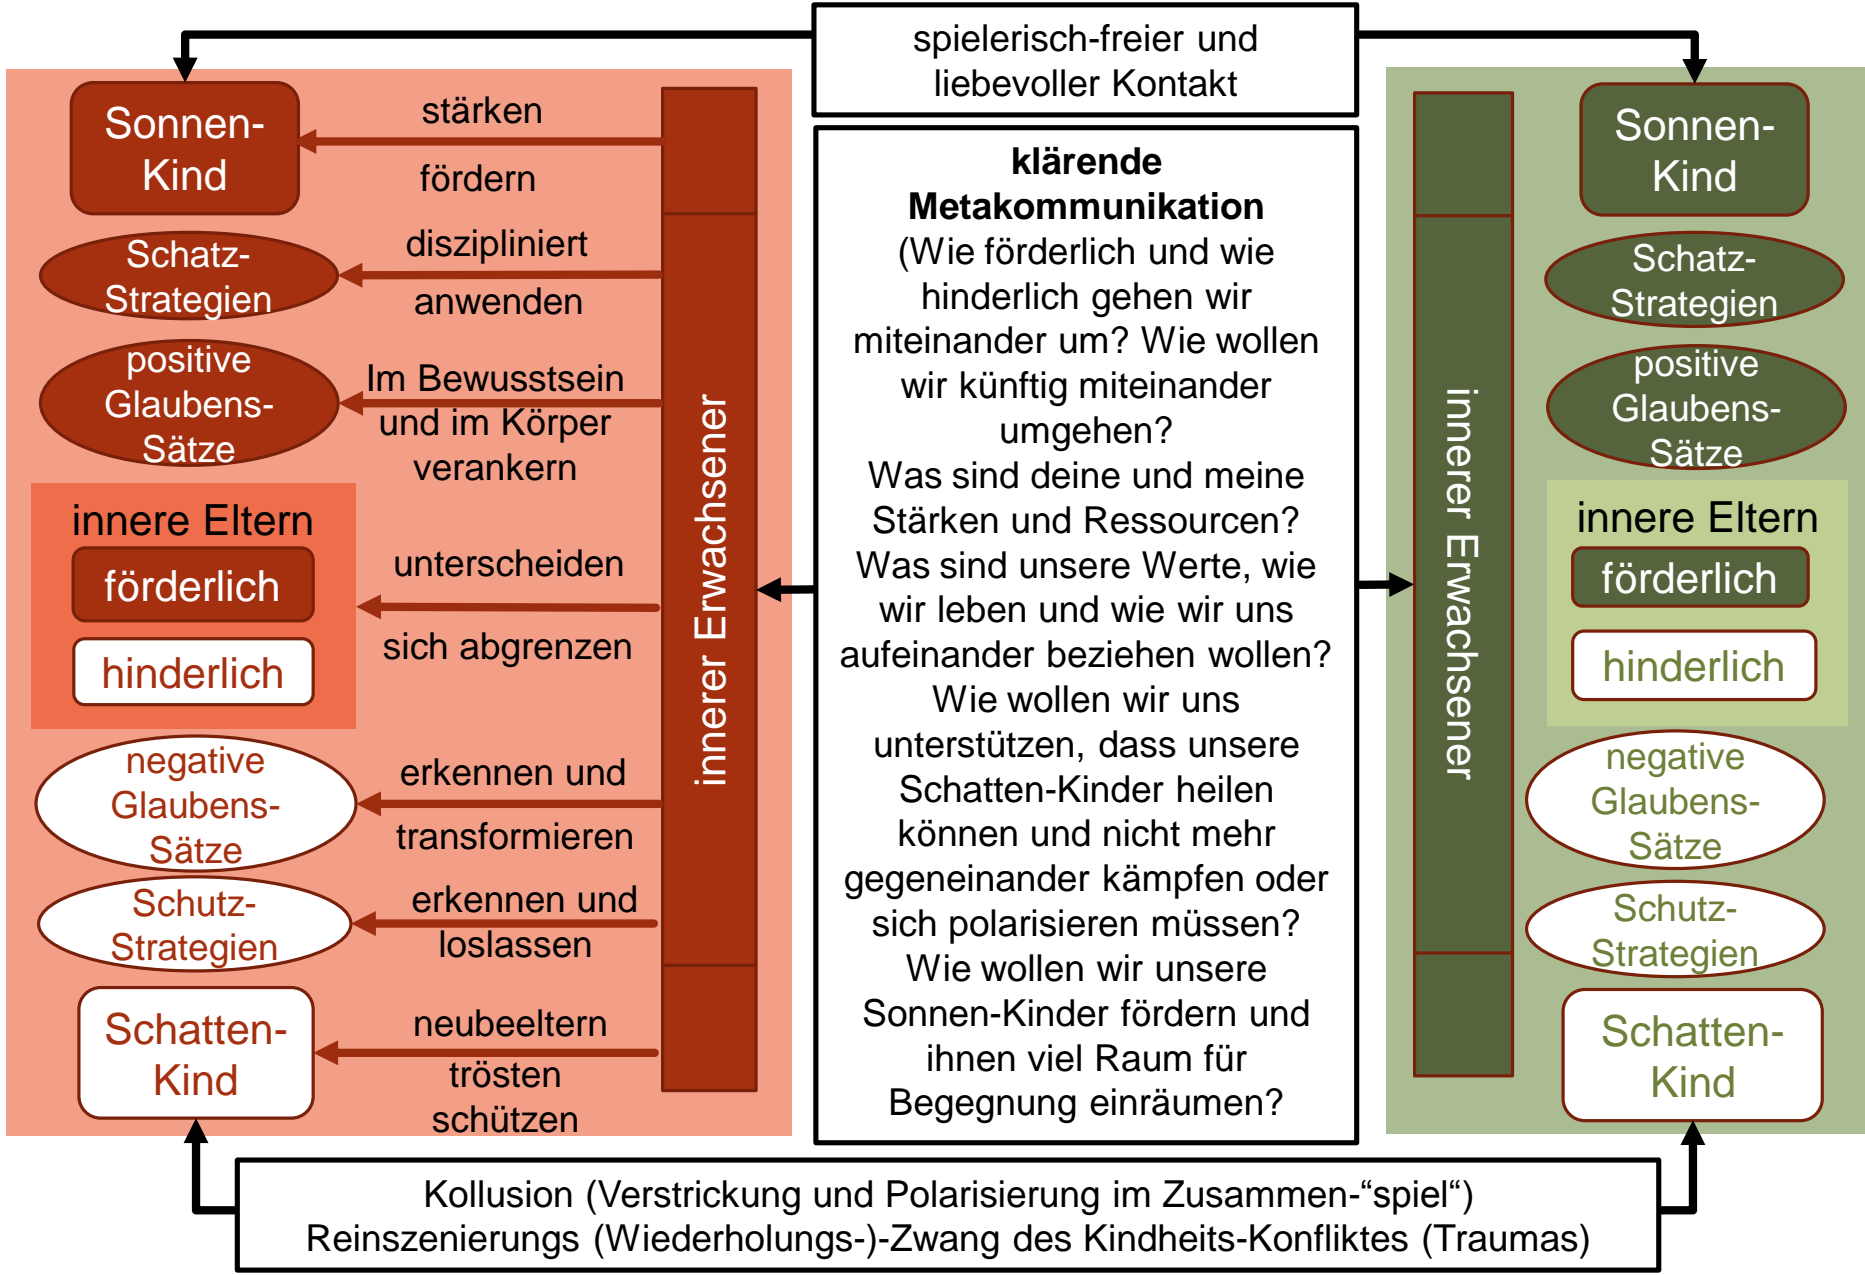 spielerisch-freier und
liebevoller Kontakt
Sonnen-
Kind
stärken
fördern
Schatz-
Strategien
diszipliniert
anwenden
positive
Glaubens-
Sätze
Im Bewusstsein
und im Körper
verankern
innere Eltern
förderlich
hinderlich
unterscheiden
sich abgrenzen
negative
Glaubens-
Sätze
erkennen und
transformieren
Schutz-
Strategien
erkennen und
loslassen
Schatten-
Kind
neubeeltern
trösten
schützen
innerer Erwachsener
klärende
Metakommunikation
(Wie förderlich und wie
hinderlich gehen wir
miteinander um? Wie wollen
wir künftig miteinander
umgehen?
Was sind deine und meine
Stärken und Ressourcen?
Was sind unsere Werte, wie
wir leben und wie wir uns
aufeinander beziehen wollen?
Wie wollen wir uns
unterstützen, dass unsere
Schatten-Kinder heilen
können und nicht mehr
gegeneinander kämpfen oder
sich polarisieren müssen?
Wie wollen wir unsere
Sonnen-Kinder fördern und
ihnen viel Raum für
Begegnung einräumen?
innerer Erwachsener
Sonnen-
Kind
Schatz-
Strategien
positive
Glaubens-
Sätze
innere Eltern
förderlich
hinderlich
negative
Glaubens-
Sätze
Schutz-
Strategien
Schatten-
Kind
Kollusion (Verstrickung und Polarisierung im Zusammen-“spiel“)
Reinszenierungs (Wiederholungs-)-Zwang des Kindheits-Konfliktes (Traumas)